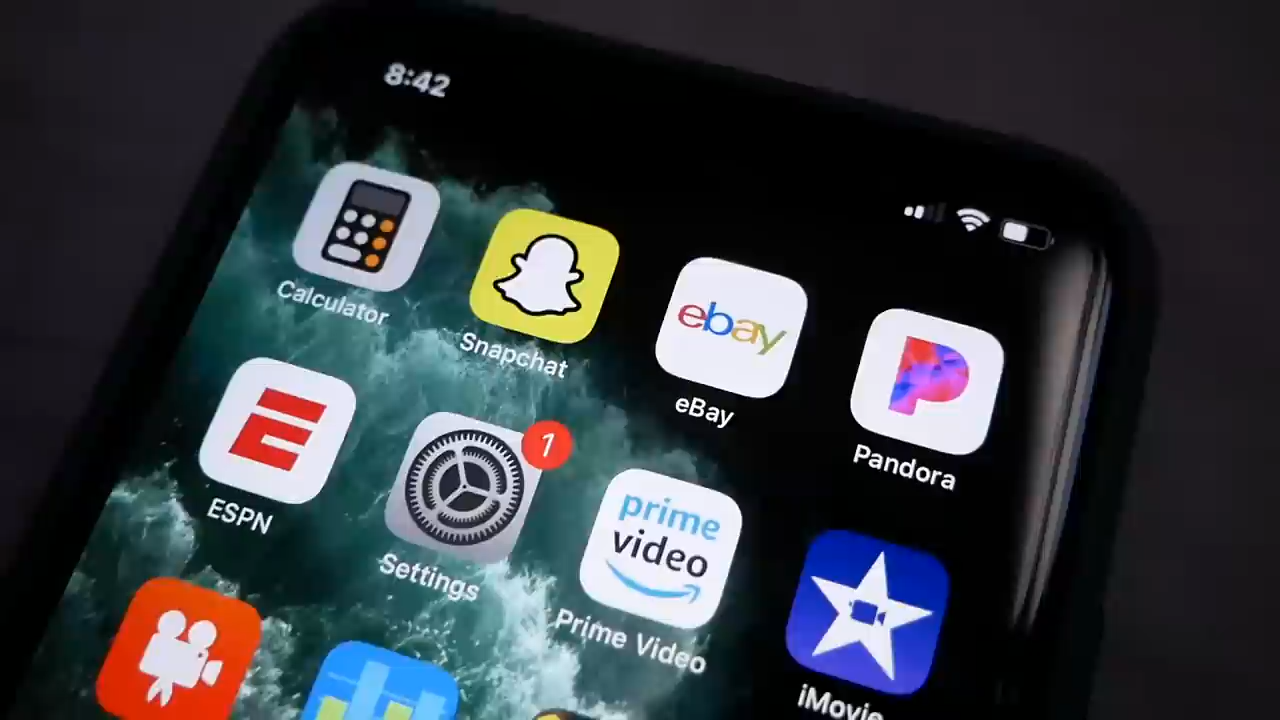 8:42
Calculator
Snapchat
ebay
eBay
Pandora
ESPN
1
Settings
prime
video
Prime Video
iMovie